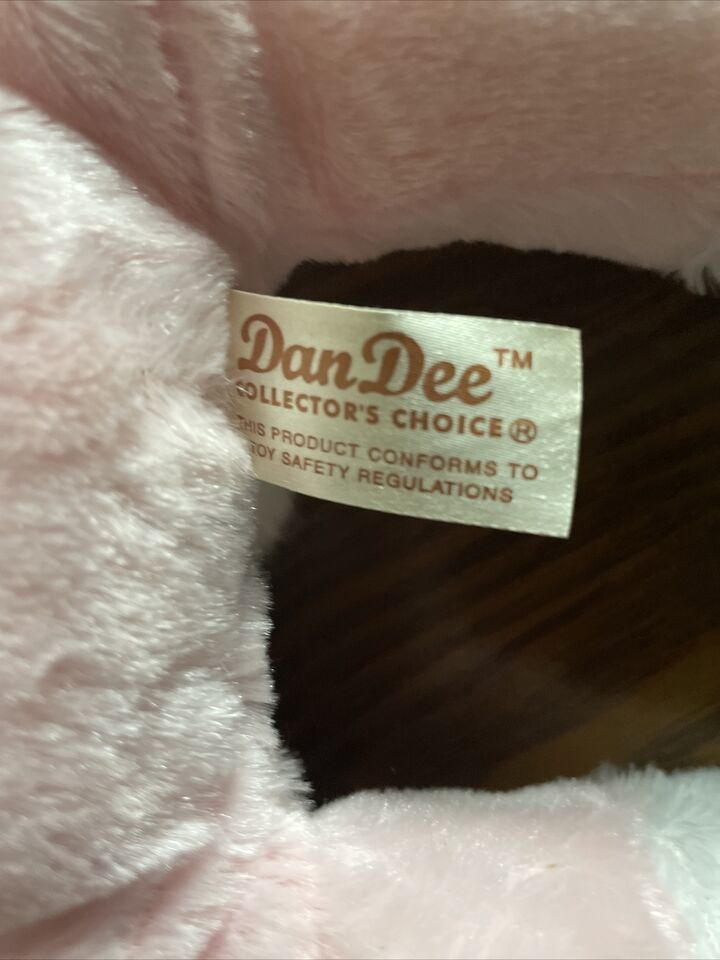 DanDee™
COLLECTOR'S CHOICE®
THIS PRODUCT CONFORMS TO
TOY SAFETY REGULATIONS